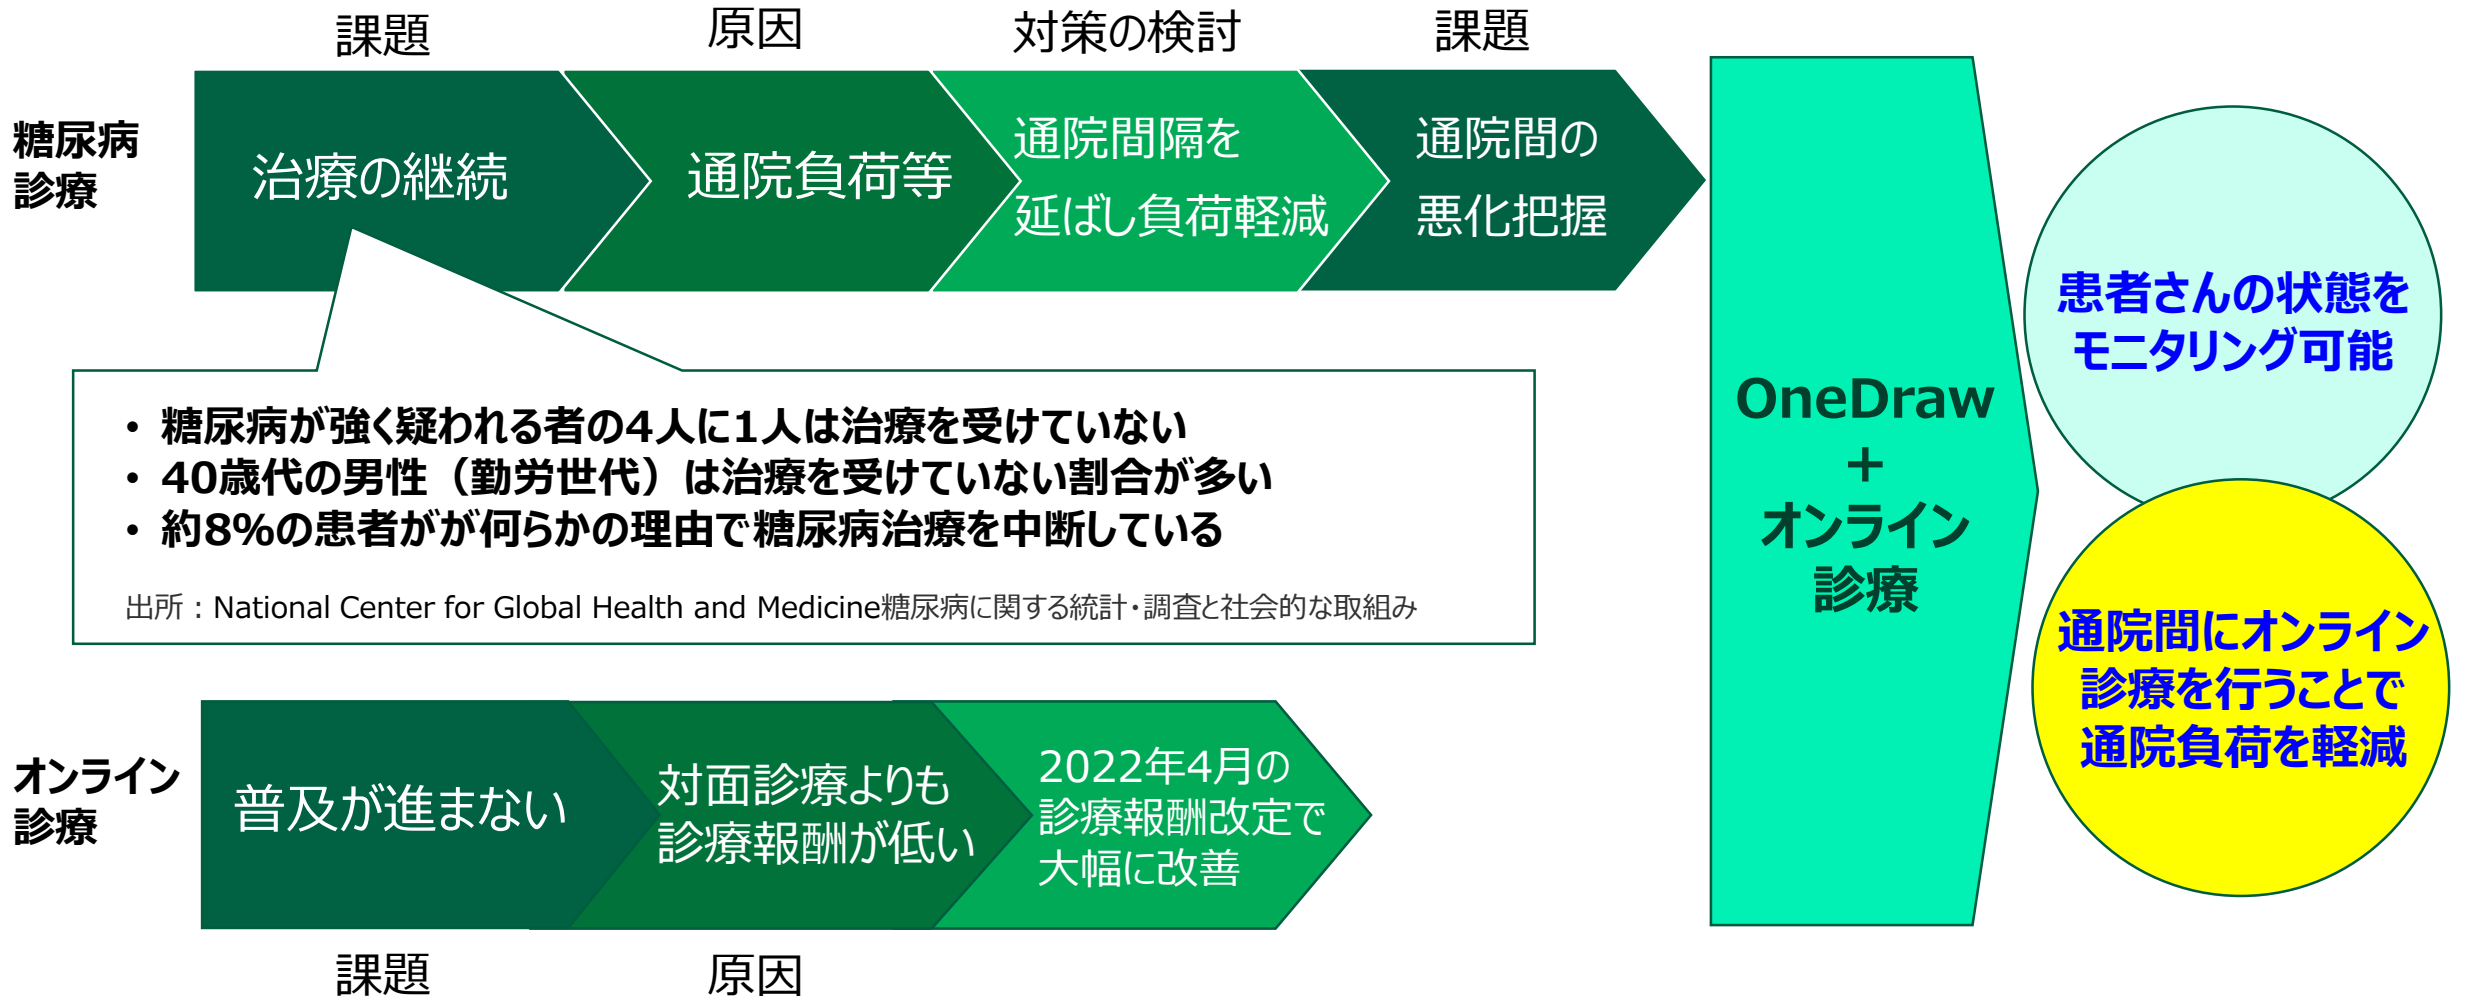 課題
原因
対策の検討
課題
糖尿病
診療
治療の継続
通院負荷等
通院間隔を
延ばし負荷軽減
通院間の
悪化把握
• 糖尿病が強く疑われる者の4人に1人は治療を受けていない
• 40歳代の男性（勤労世代）は治療を受けていない割合が多い
• 約8%の患者がが何らかの理由で糖尿病治療を中断している
出所：National Center for Global Health and Medicine糖尿病に関する統計・調査と社会的な取組み
オンライン
診療
普及が進まない
対面診療よりも
診療報酬が低い
2022年4月の
診療報酬改定で
大幅に改善
課題
原因
OneDraw
+
オンライン
診療
患者さんの状態を
モニタリング可能
通院間にオンライン
診療を行うことで
通院負荷を軽減